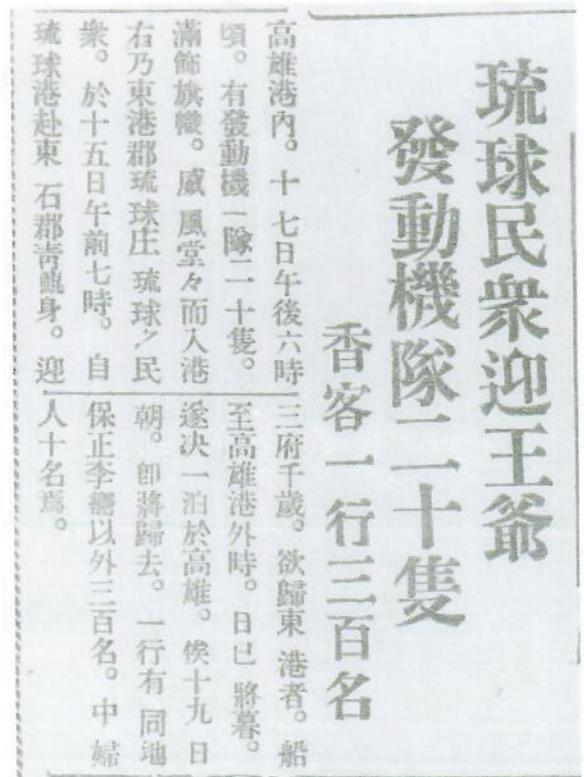 琉球民衆迎王爺
發動機隊二十隻
香客一行三百名
高雄港內。十七日午後六時
頃。有發動機一隊二十隻。
滿飾旗幟。威風堂々而入港
右乃東港郡琉球庄琉球ノ民
衆。於十五日午前七時。自
琉球港赴東石郡青鯤身。迎
三府千歲。欲歸東港者。船
至高雄港外時。日已將暮。
遂決一泊於高雄。俟十九日
朝。卽將歸去。一行有同地
保正李以外三百名。中婦
人十名焉。